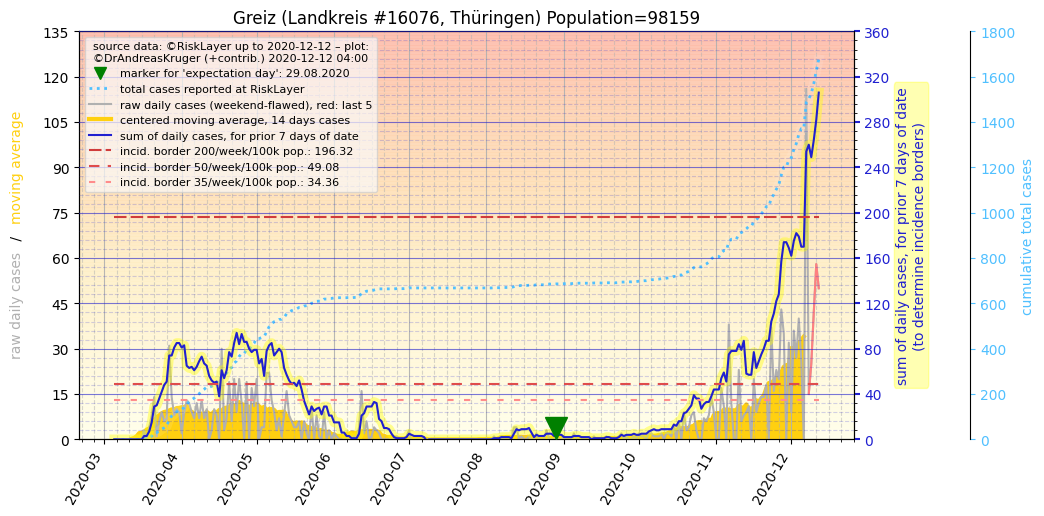 Greiz (Landkreis #16076, Thüringen) Population=98159
source data: ©RiskLayer up to 2020-12-12 – plot:
©DrAndreasKruger (+contrib.) 2020-12-12 04:00
marker for 'expectation day': 29.08.2020
total cases reported at RiskLayer
raw daily cases (weekend-flawed), red: last 5
centered moving average, 14 days cases
sum of daily cases, for prior 7 days of date
incid. border 200/week/100k pop.: 196.32
incid. border 50/week/100k pop.: 49.08
incid. border 35/week/100k pop.: 34.36
raw daily cases / moving average
135
120
105
90
75
60
45
30
15
0
2020-03
2020-04
2020-05
2020-06
2020-07
2020-08
2020-09
2020-10
2020-11
2020-12
360
320
280
240
200
160
120
80
40
0
sum of daily cases, for prior 7 days of date
(to determine incidence borders)
1800
1600
1400
1200
1000
800
600
400
200
0
cumulative total cases